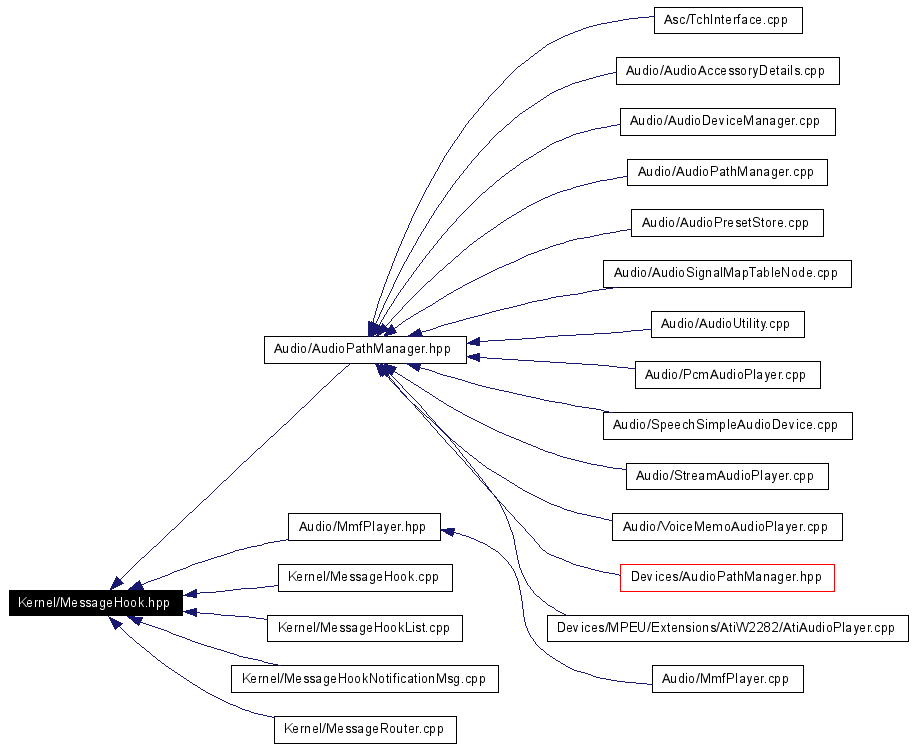 Asc/TchInterface.cpp
Audio/AudioAccessoryDetails.cpp
Audio/AudioDeviceManager.cpp
Audio/AudioPathManager.cpp
Audio/AudioPresetStore.cpp
Audio/AudioSignalMapTableNode.cpp
Audio/AudioUtility.cpp
Audio/AudioPathManager.hpp
Audio/PcmAudioPlayer.cpp
Audio/SpeechSimpleAudioDevice.cpp
Audio/StreamAudioPlayer.cpp
Audio/MmfPlayer.hpp
Audio/VoiceMemoAudioPlayer.cpp
Kernel/MessageHook.cpp
Devices/AudioPathManager.hpp
Kernel/MessageHook.hpp
Kernel/MessageHookList.cpp
Devices/MPEU/Extensions/AtiW2282/AtiAudioPlayer.cpp
Kernel/MessageHookNotificationMsg.cpp
Audio/MmfPlayer.cpp
Kernel/MessageRouter.cpp